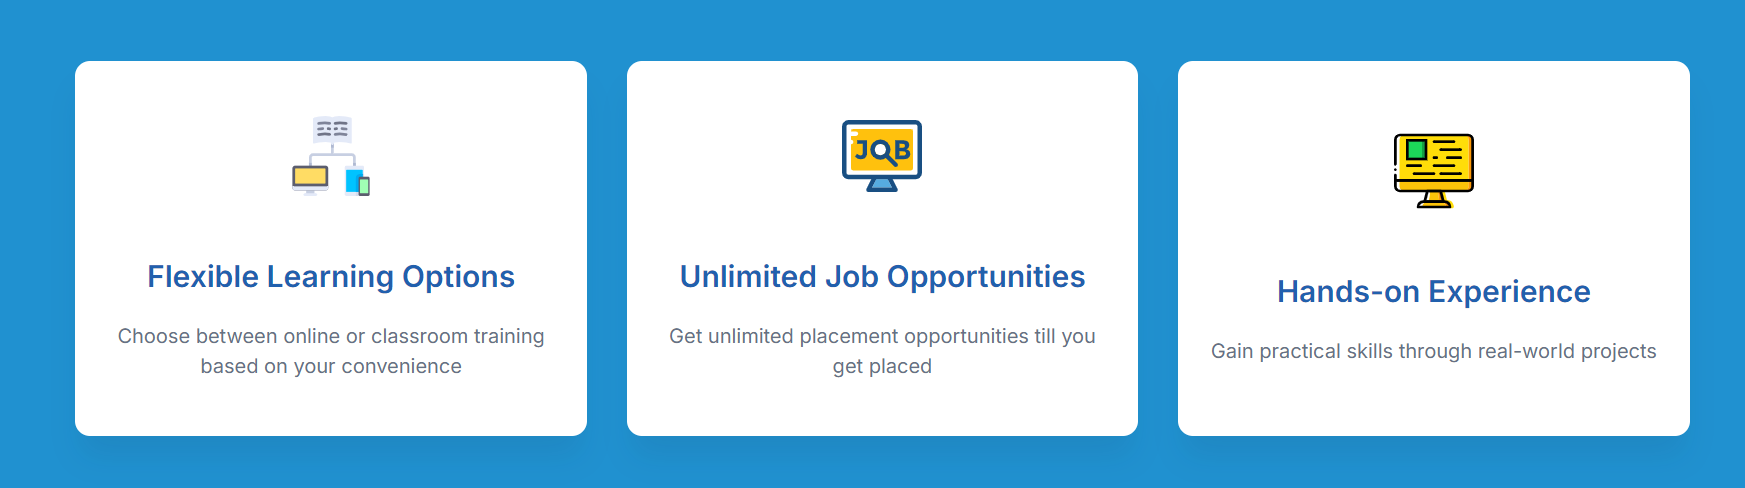 JOB
Flexible Learning Options
Choose between online or classroom training
based on your convenience
Unlimited Job Opportunities
Get unlimited placement opportunities till you
get placed
Hands-on Experience
Gain practical skills through real-world projects